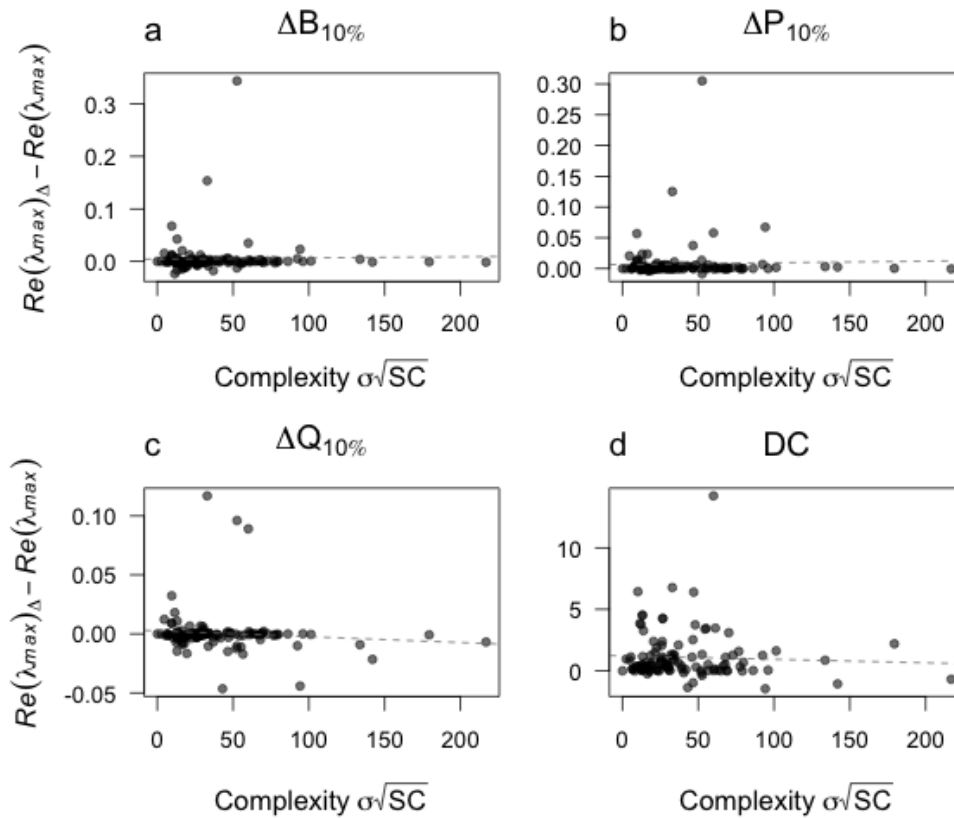 a ΔB10% b ΔP10%
Re(λmax)Δ − Re(λmax)
0.3
0.2
0.1
0.0
0 50 100 150 200
Complexity σ√SC
0.30
0.25
0.20
0.15
0.10
0.05
0.00
0 50 100 150 200
Complexity σ√SC
c ΔQ10% d DC
Re(λmax)Δ − Re(λmax)
0.10
0.05
0.00
-0.05
0 50 100 150 200
Complexity σ√SC
10
5
0
0 50 100 150 200
Complexity σ√SC